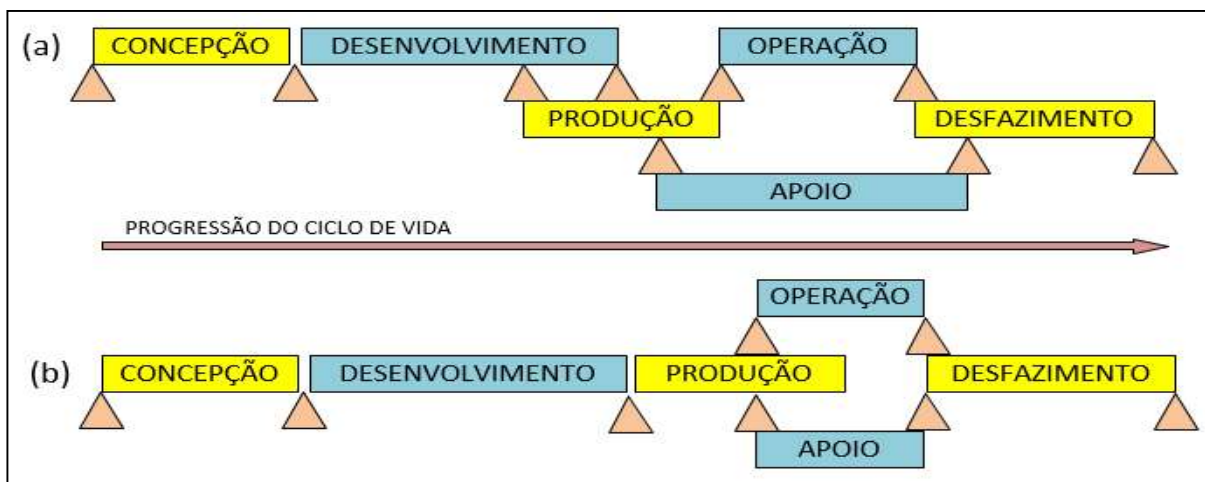 (a)
CONCEPÇÃO
DESENVOLVIMENTO
OPERAÇÃO
PRODUÇÃO
DESFAZIMENTO
APOIO
PROGRESSÃO DO CICLO DE VIDA
OPERAÇÃO
(b)
CONCEPÇÃO
DESENVOLVIMENTO
PRODUÇÃO
DESFAZIMENTO
APOIO